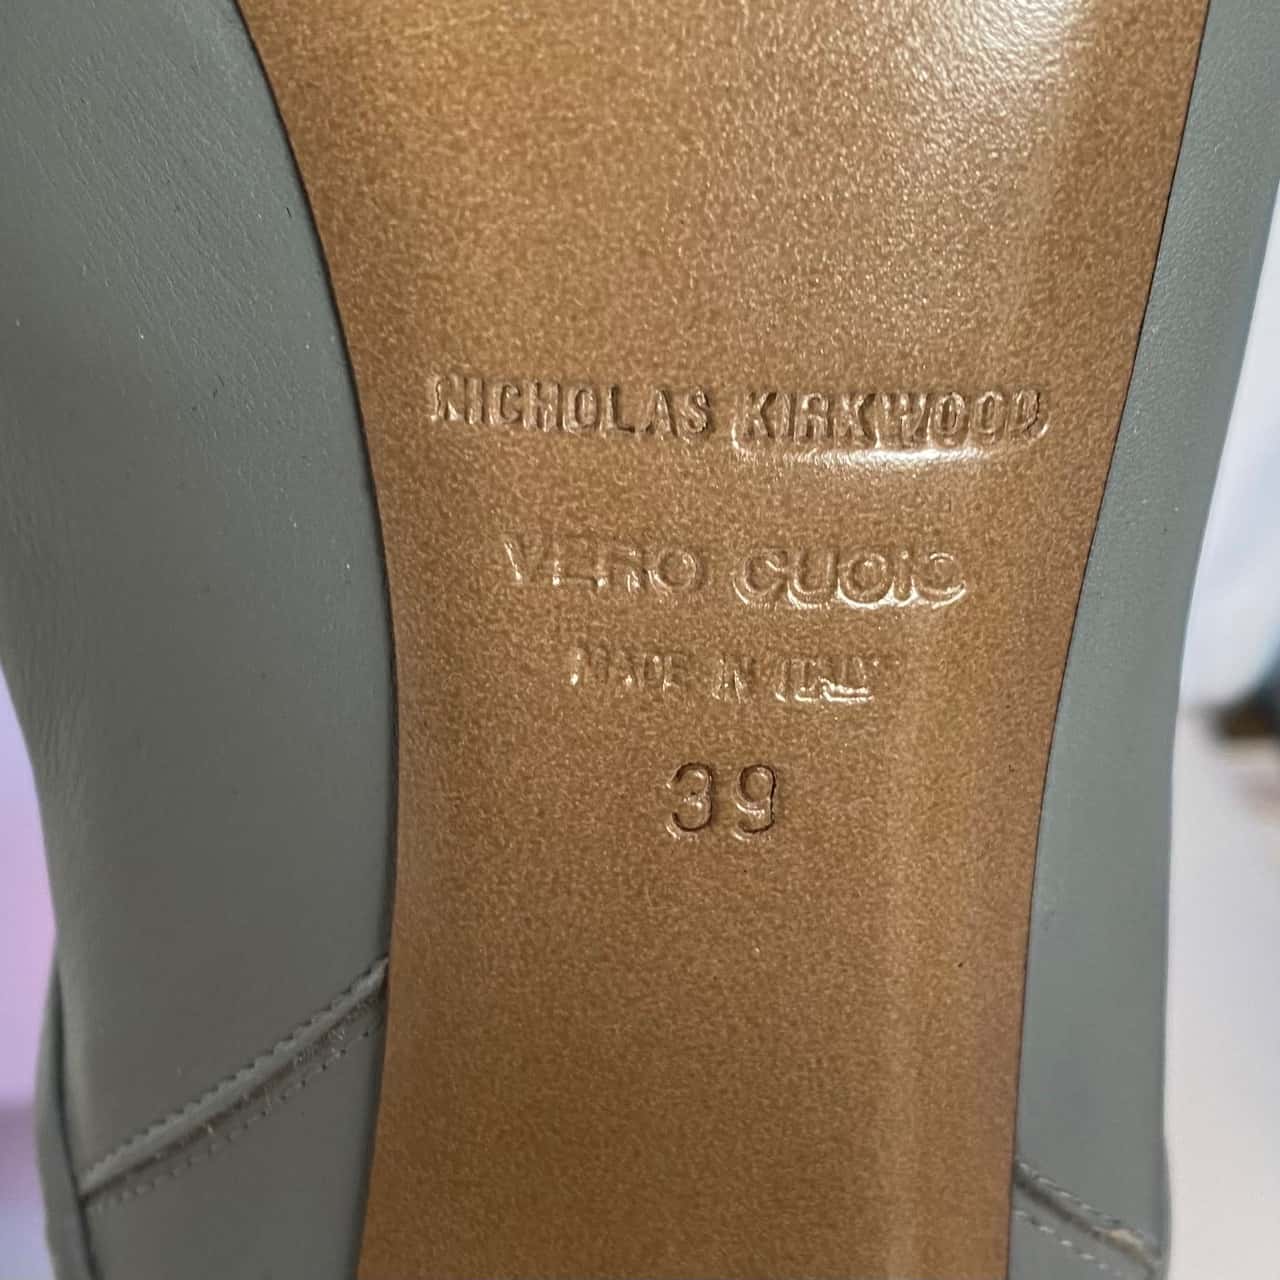 NICHOLAS KIRKWOOD
VERO CUOIO
MADE IN ITALY
39